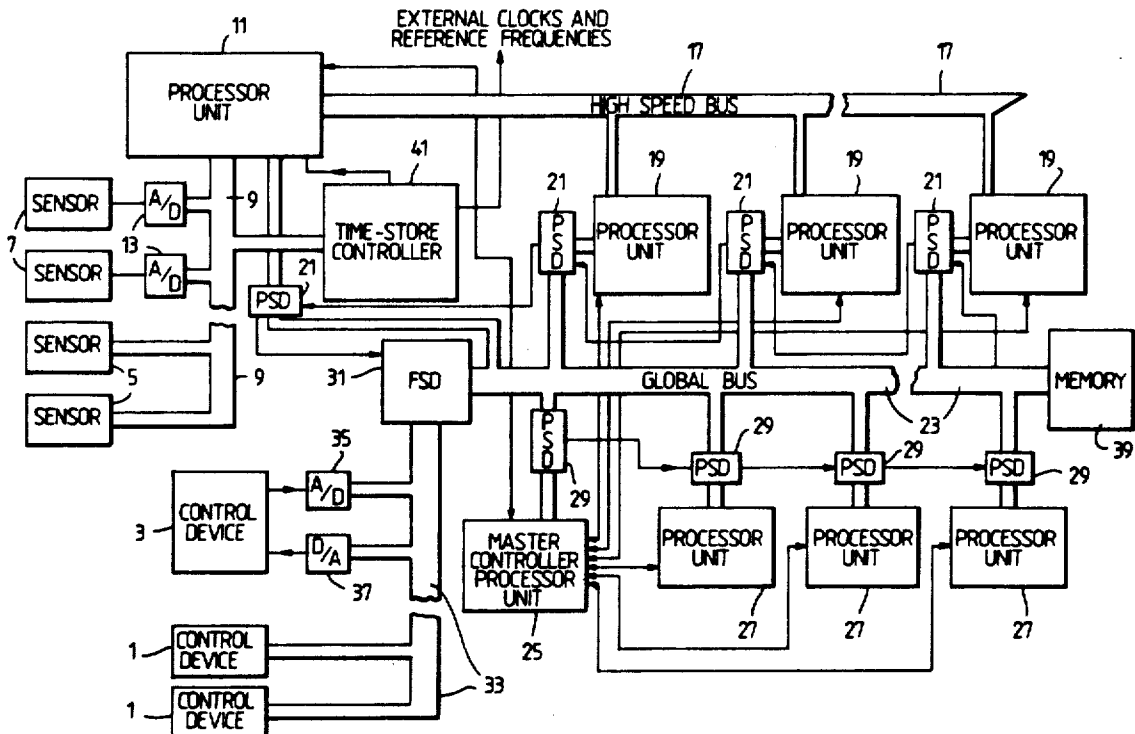 EXTERNAL CLOCKS AND
REFERENCE FREQUENCIES
11
17
17
PROCESSOR
UNIT
HIGH SPEED BUS
41
19
19
19
SENSOR
A/D
9
21
21
21
7
13
TIME-STORE
CONTROLLER
PSD
PROCESSOR
UNIT
PSD
PROCESSOR
UNIT
PSD
PROCESSOR
UNIT
SENSOR
A/D
21
PSD
SENSOR
5
9
31
FSD
GLOBAL BUS
MEMORY
SENSOR
23
39
35
PSD
29
29
29
A/D
PSD
PSD
PSD
29
3
CONTROL
DEVICE
D/A
37
MASTER
CONTROLLER
PROCESSOR
UNIT
PROCESSOR
UNIT
PROCESSOR
UNIT
PROCESSOR
UNIT
27
27
27
25
1
CONTROL
DEVICE
33
1
CONTROL
DEVICE